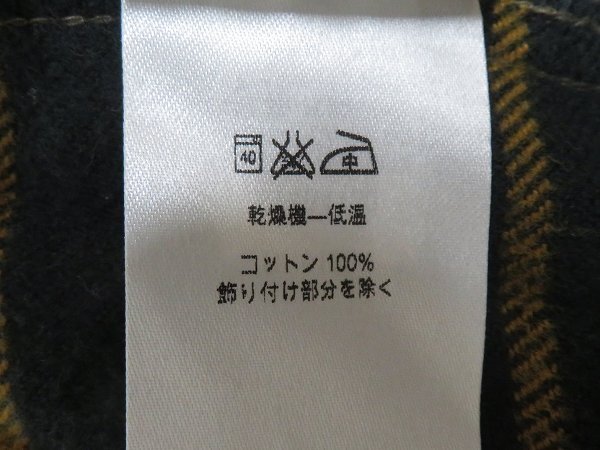 40 中
乾燥機—低温
コットン 100%
飾り付け部分を除く